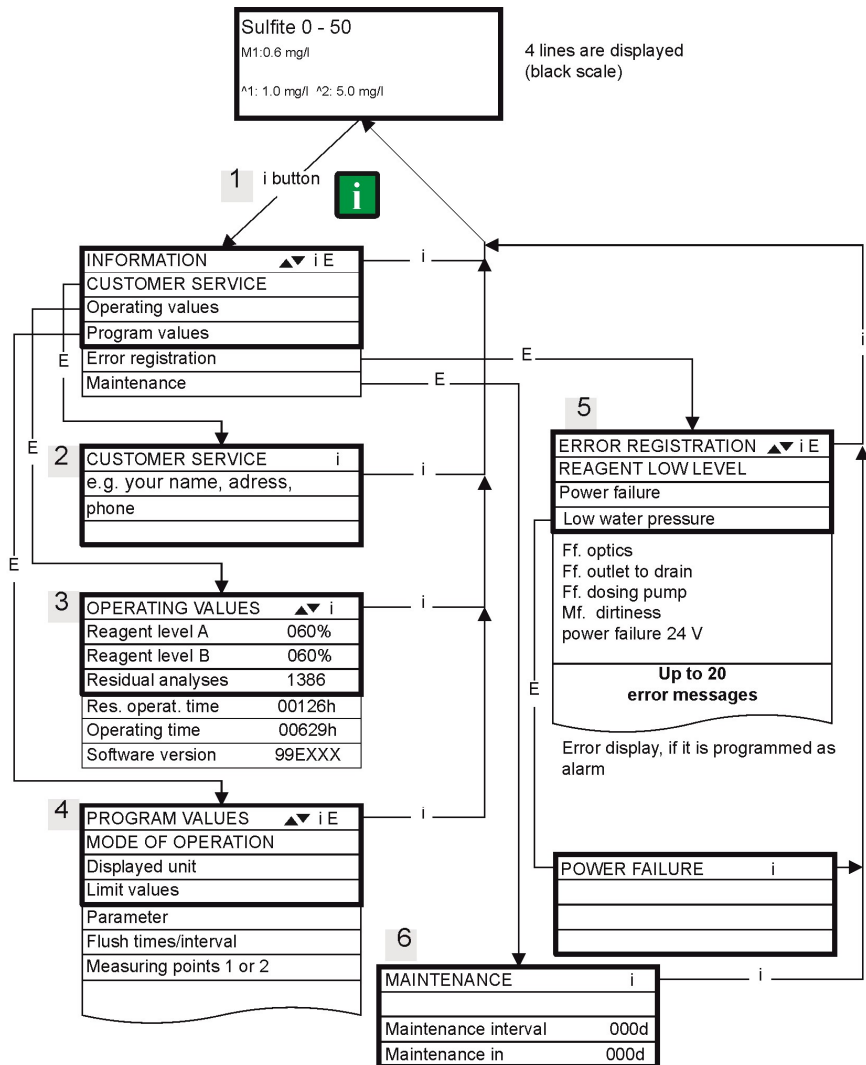 Sulfite 0 - 50
M1:0.6 mg/l
^1: 1.0 mg/l ^2: 5.0 mg/l
4 lines are displayed
(black scale)
1 i button
i
INFORMATION ▲▼ i E
CUSTOMER SERVICE
Operating values
Program values
Error registration
Maintenance
i
E
E
E
E
E
i
2
CUSTOMER SERVICE i
e.g. your name, adress,
phone
i
3
OPERATING VALUES ▲▼ i
Reagent level A 060%
Reagent level B 060%
Residual analyses 1386
Res. operat. time 00126h
Operating time 00629h
Software version 99EXXX
i
4
PROGRAM VALUES ▲▼ i E
MODE OF OPERATION
Displayed unit
Limit values
Parameter
Flush times/interval
Measuring points 1 or 2
i
5
ERROR REGISTRATION ▲▼ i E
REAGENT LOW LEVEL
Power failure
Low water pressure
Ff. optics
Ff. outlet to drain
Ff. dosing pump
Mf. dirtiness
power failure 24 V
Up to 20
error messages
E
Error display, if it is programmed as
alarm
POWER FAILURE i
6
MAINTENANCE i
Maintenance interval 000d
Maintenance in 000d
i